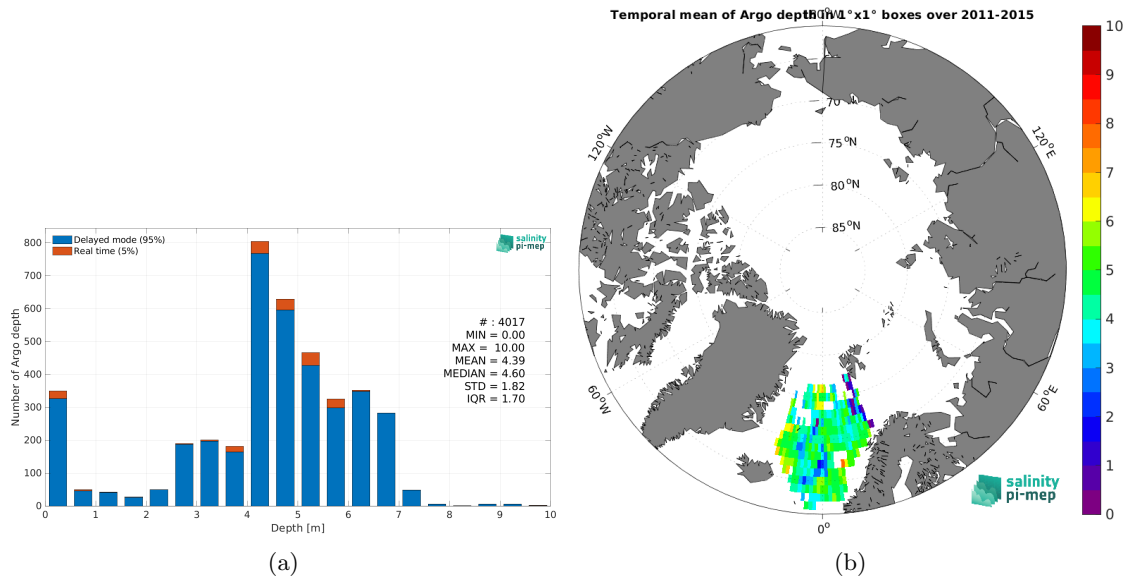 Delayed mode (95%)
Real time (5%)
salinity
pi-mep
# : 4017
MIN = 0.00
MAX = 10.00
MEAN = 4.39
MEDIAN = 4.60
STD = 1.82
IQR = 1.70
Number of Argo depth
800
700
600
500
400
300
200
100
0
0 1 2 3 4 5 6 7 8 9 10
Depth [m]
(a)
Temporal mean of Argo depth in 1°x1° boxes over 2011-2015
180°W
120°W
120°E
60°W
60°E
0°
70°N
75°N
80°N
85°N
10
9
8
7
6
5
4
3
2
1
0
salinity
pi-mep
(b)